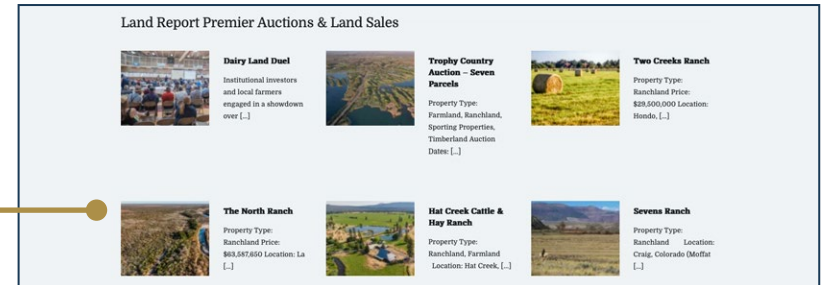 Land Report Premier Auctions & Land Sales
Dairy Land Duel
Institutional investors
and local farmers
engaged in a showdown
over [...]
Trophy Country
Auction – Seven
Parcels
Property Type:
Farmland, Ranchland,
Sporting Properties,
Timberland Auction
Dates: [...]
Two Creeks Ranch
Property Type:
Ranchland Price:
$29,500,000 Location:
Hondo, [...]
The North Ranch
Property Type:
Ranchland Price:
$63,587,650 Location: La
[...]
Hat Creek Cattle &
Hay Ranch
Property Type:
Ranchland, Farmland
Location: Hat Creek, [...]
Sevens Ranch
Property Type:
Ranchland Location:
Craig, Colorado (Moffat
[...]